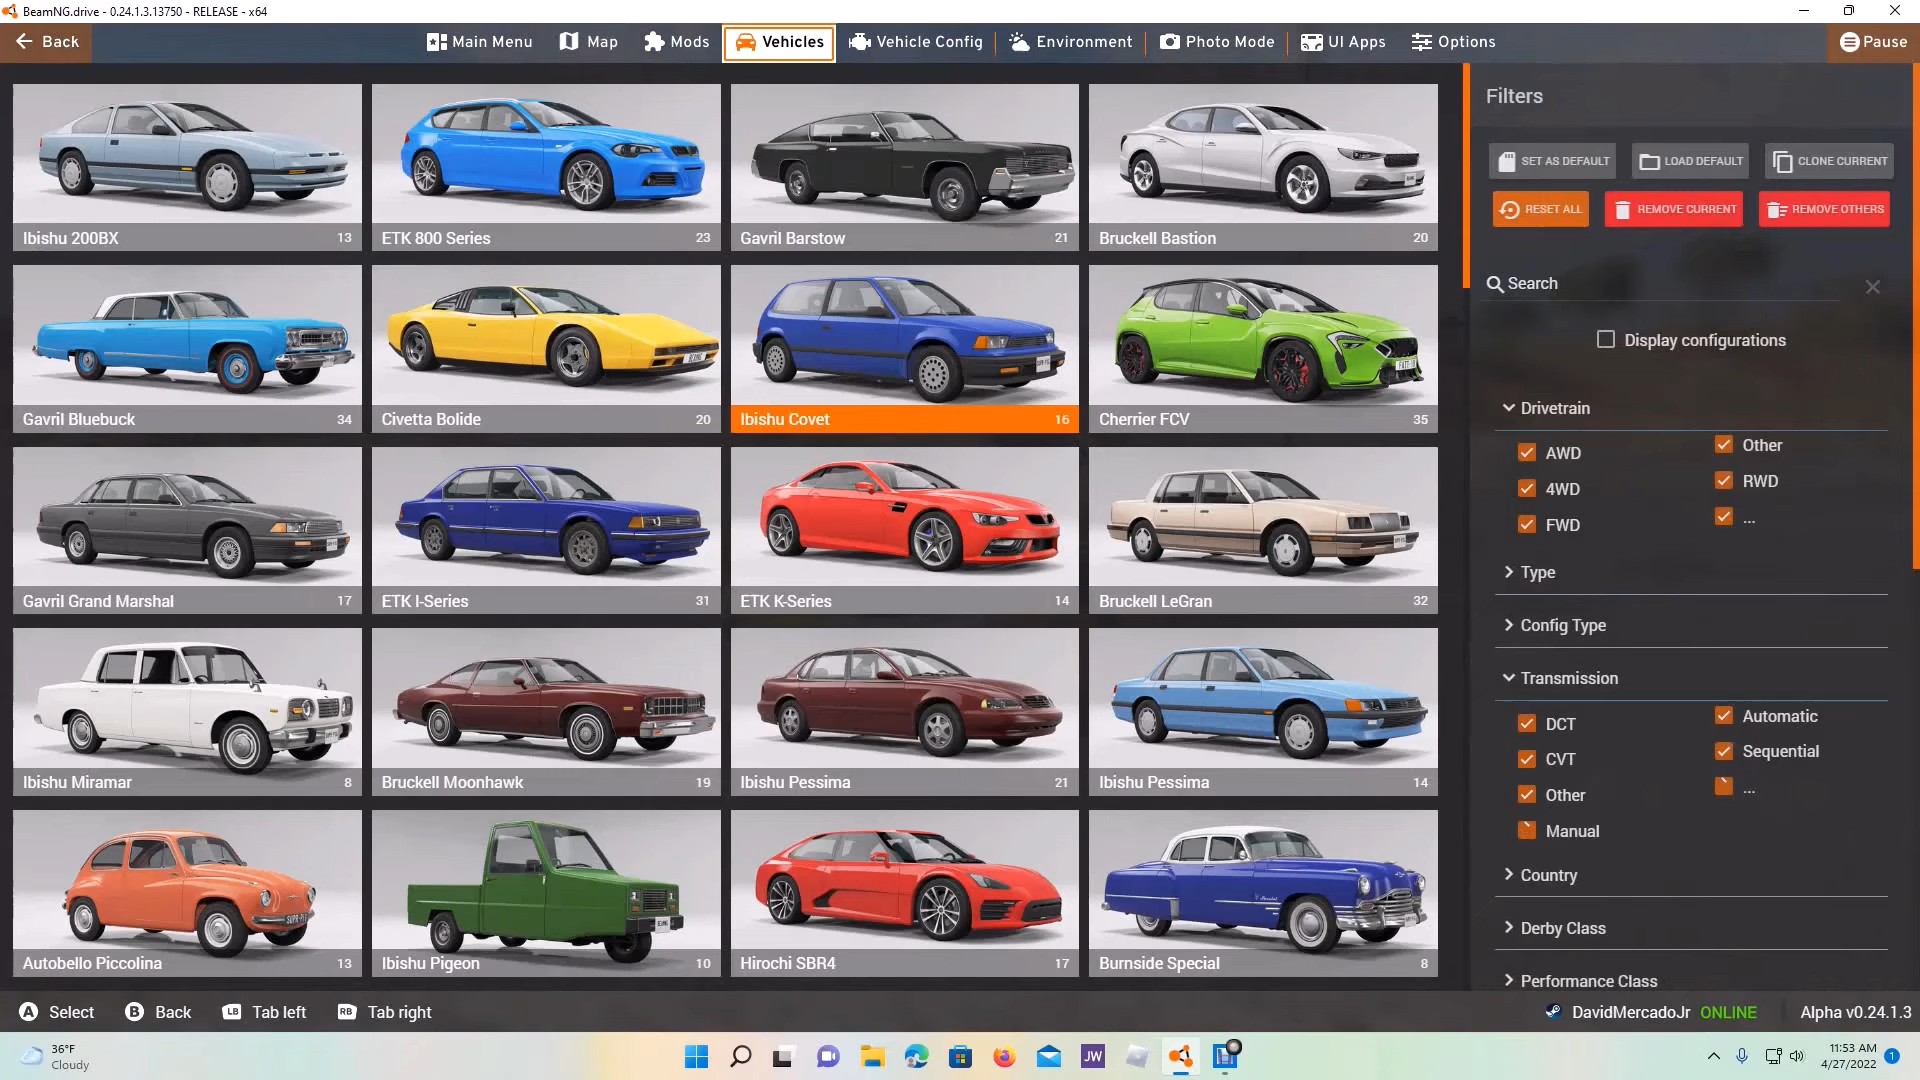 BeamNG.drive - 0.24.1.3.13750 - RELEASE - x64
Back Main Menu Map Mods Vehicles Vehicle Config Environment Photo Mode UI Apps Options Pause
Ibishu 200BX 13 ETK 800 Series 23 Gavril Barstow 21 Bruckell Bastion 20
Gavril Bluebuck 34 Civetta Bolide 20 Ibishu Covet 16 Cherrier FCV 35
Gavril Grand Marshal 17 ETK I-Series 31 ETK K-Series 14 Bruckell LeGran 32
Ibishu Miramar 8 Bruckell Moonhawk 19 Ibishu Pessima 21 Ibishu Pessima 14
Autobello Piccolina 13 Ibishu Pigeon 10 Hirochi SBR4 17 Burnside Special 8
Filters
SET AS DEFAULT LOAD DEFAULT CLONE CURRENT
RESET ALL REMOVE CURRENT REMOVE OTHERS
Search
Display configurations
Drivetrain
AWD Other
4WD RWD
FWD ...
Type
Config Type
Transmission
DCT Automatic
CVT Sequential
Other ...
Manual
Country
Derby Class
Performance Class
A Select B Back LB Tab left RB Tab right DavidMercadoJr ONLINE Alpha v0.24.1.3
36°F
Cloudy
JW
11:53 AM
4/27/2022 1